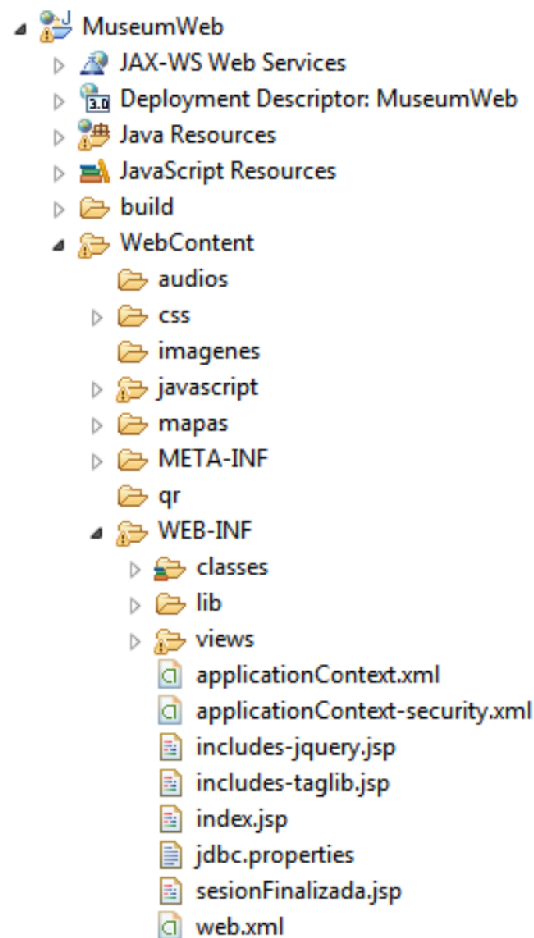 MuseumWeb
JAX-WS Web Services
3.0 Deployment Descriptor: MuseumWeb
Java Resources
JavaScript Resources
build
WebContent
audios
css
imagenes
javascript
mapas
META-INF
qr
WEB-INF
classes
lib
views
applicationContext.xml
applicationContext-security.xml
includes-jquery.jsp
includes-taglib.jsp
index.jsp
jdbc.properties
sesionFinalizada.jsp
web.xml